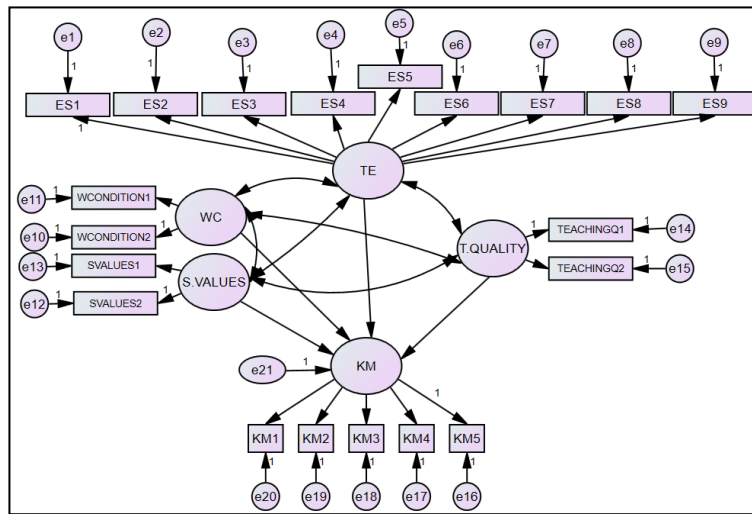 e1 e2 e3 e4 e5 e6 e7 e8 e9
1 1 1 1 1 1 1 1 1
ES1 ES2 ES3 ES4 ES5 ES6 ES7 ES8 ES9
1
TE
e11 1 WCONDITION1
WC
e10 1 WCONDITION2 1
T.QUALITY 1 TEACHINGQ1 1 e14
e13 1 SVALUES1
TEACHINGQ2 1 e15
S.VALUES
e12 1 SVALUES2 1
e21 1 KM
1
KM1 KM2 KM3 KM4 KM5
1 1 1 1 1
e20 e19 e18 e17 e16